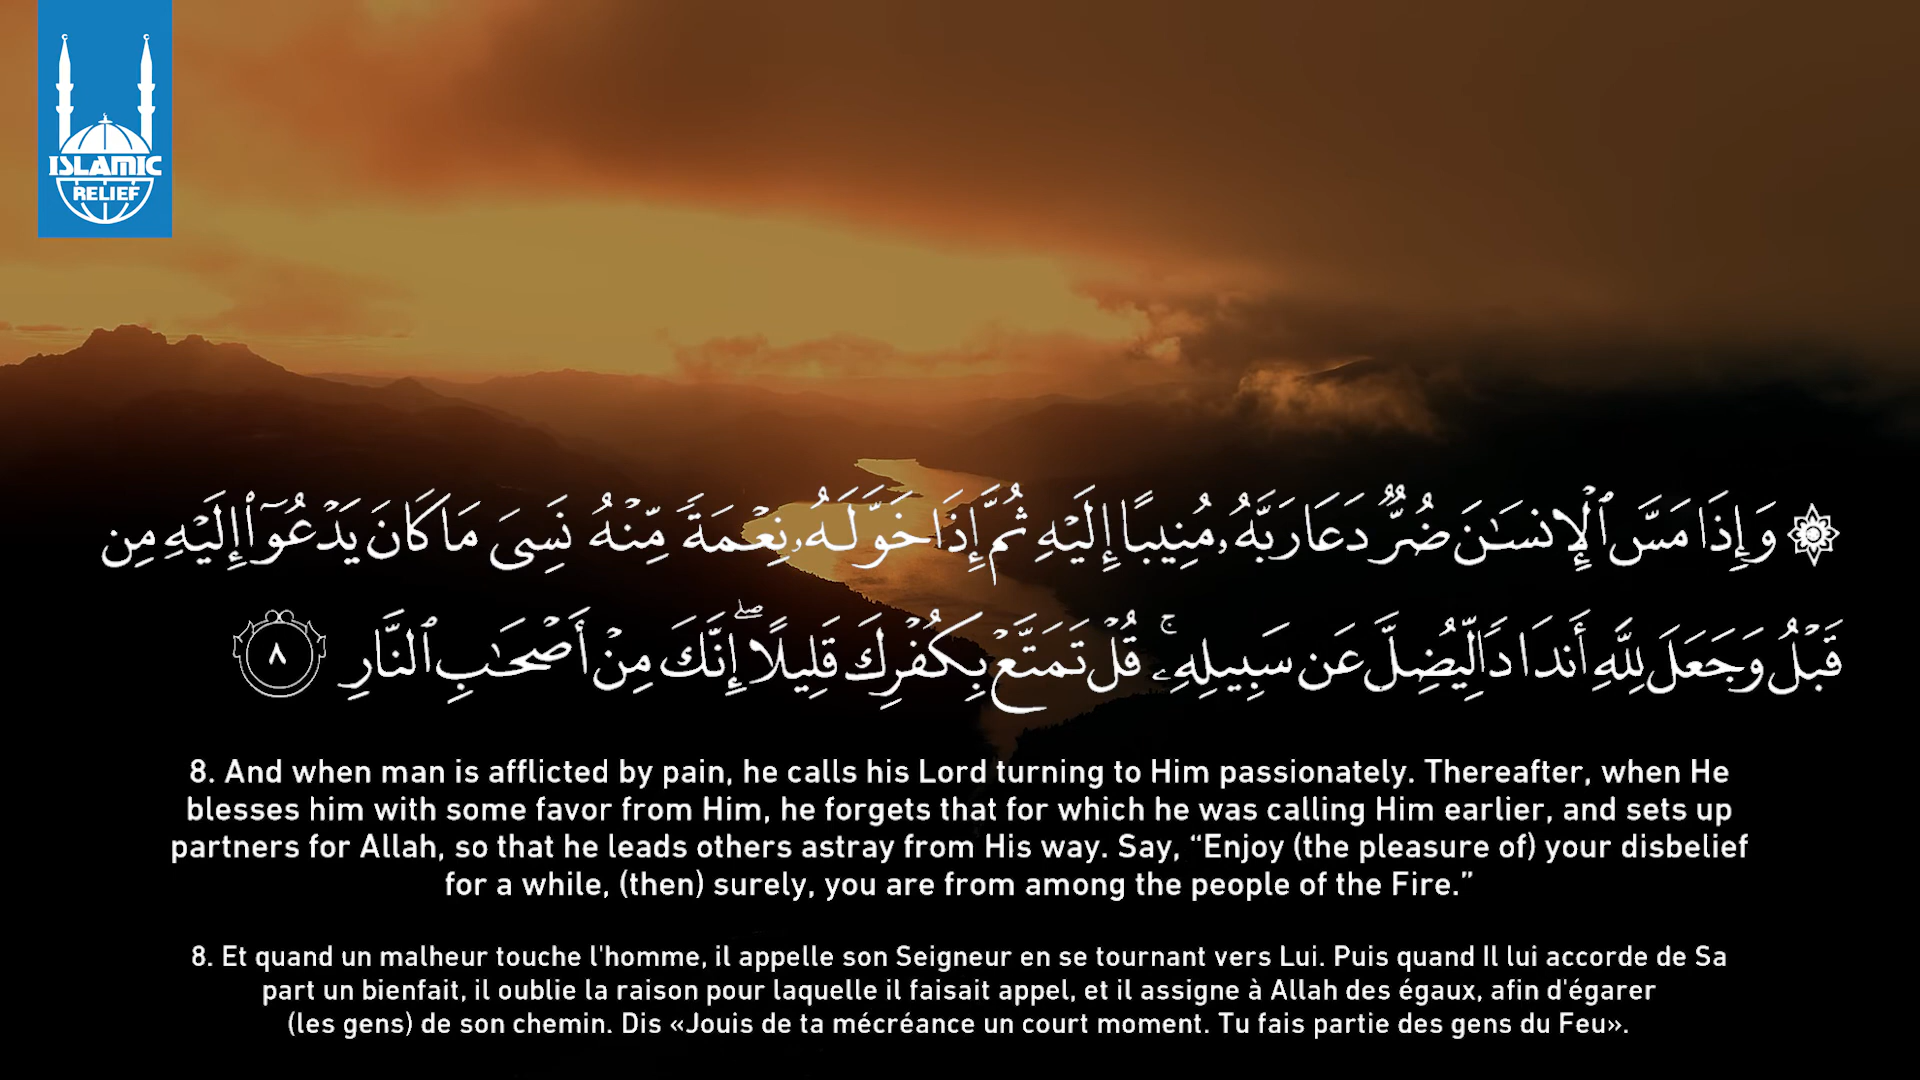 ISLAMIC
RELIEF
۞ وَإِذَا مَسَّ ٱلْإِنسَـٰنَ ضُرٌّ دَعَا رَبَّهُۥ مُنِيبًا إِلَيْهِ ثُمَّ إِذَا خَوَّلَهُۥ نِعْمَةً مِّنْهُ نَسِىَ مَا كَانَ يَدْعُوٓا۟ إِلَيْهِ مِن
قَبْلُ وَجَعَلَ لِلَّهِ أَندَادًا لِّيُضِلَّ عَن سَبِيلِهِۦ ۚ قُلْ تَمَتَّعْ بِكُفْرِكَ قَلِيلًا ۖ إِنَّكَ مِنْ أَصْحَـٰبِ ٱلنَّارِ ٨
8. And when man is afflicted by pain, he calls his Lord turning to Him passionately. Thereafter, when He
blesses him with some favor from Him, he forgets that for which he was calling Him earlier, and sets up
partners for Allah, so that he leads others astray from His way. Say, “Enjoy (the pleasure of) your disbelief
for a while, (then) surely, you are from among the people of the Fire.”
8. Et quand un malheur touche l'homme, il appelle son Seigneur en se tournant vers Lui. Puis quand Il lui accorde de Sa
part un bienfait, il oublie la raison pour laquelle il faisait appel, et il assigne à Allah des égaux, afin d'égarer
(les gens) de son chemin. Dis «Jouis de ta mécréance un court moment. Tu fais partie des gens du Feu».